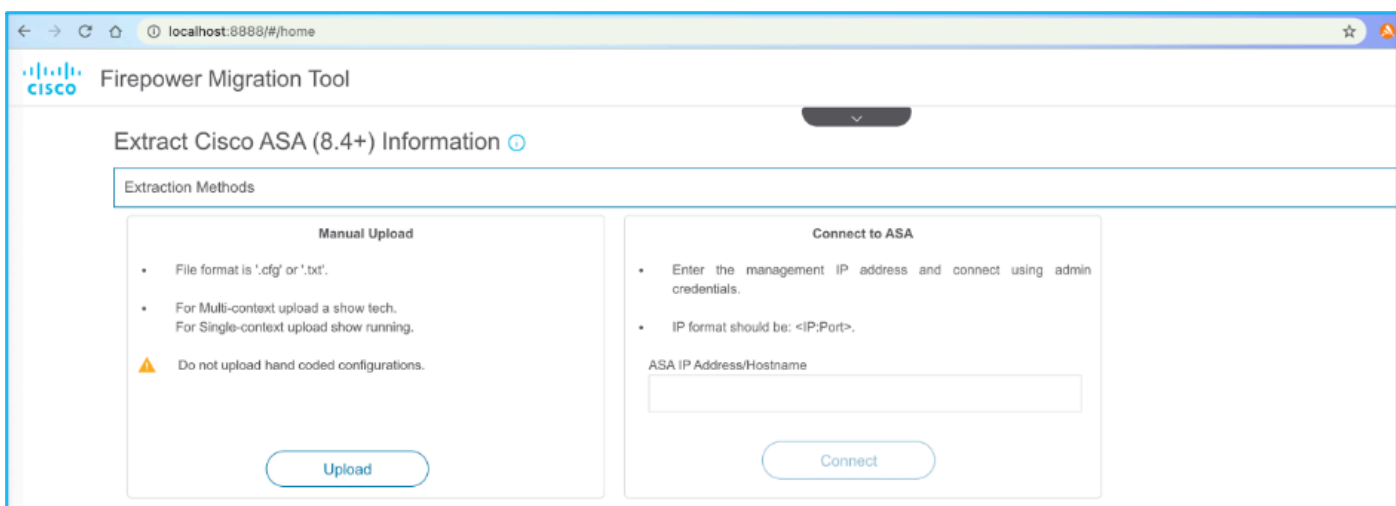 localhost:8888/#/home
CISCO
Firepower Migration Tool
Extract Cisco ASA (8.4+) Information
Extraction Methods
Manual Upload
File format is '.cfg' or '.txt'.
For Multi-context upload a show tech.
For Single-context upload show running.
Do not upload hand coded configurations.
Upload
Connect to ASA
Enter the management IP address and connect using admin
credentials.
IP format should be: <IP:Port>.
ASA IP Address/Hostname
Connect